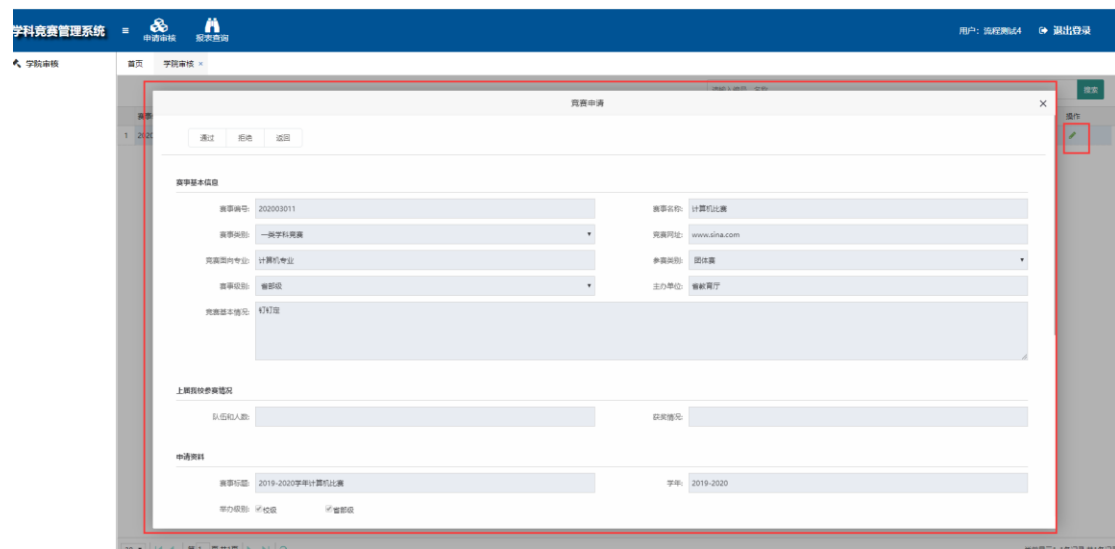 学科竞赛管理系统 ≡ 申请审核 报表查询 用户：流程测试4 退出登录
学院审核 首页 学院审核 ×
搜索
竞赛申请 ×
操作
1 2020
通过 拒绝 返回
赛事基本信息
赛事编号: 202003011 赛事名称: 计算机比赛
赛事类别: 一类学科竞赛 竞赛网址: www.sina.com
竞赛面向专业: 计算机专业 参赛类别: 团体赛
赛事级别: 省部级 主办单位: 省教育厅
竞赛基本情况: 钉钉定
上届我校参赛情况
队伍和人数: 获奖情况:
申请资料
赛事标题: 2019-2020学年计算机比赛 学年: 2019-2020
举办级别: 校级 省部级